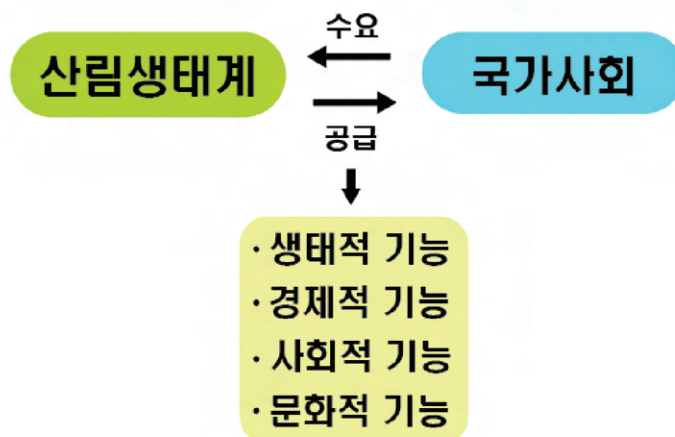 수요
산림생태계
국가사회
공급
· 생태적 기능
· 경제적 기능
· 사회적 기능
· 문화적 기능